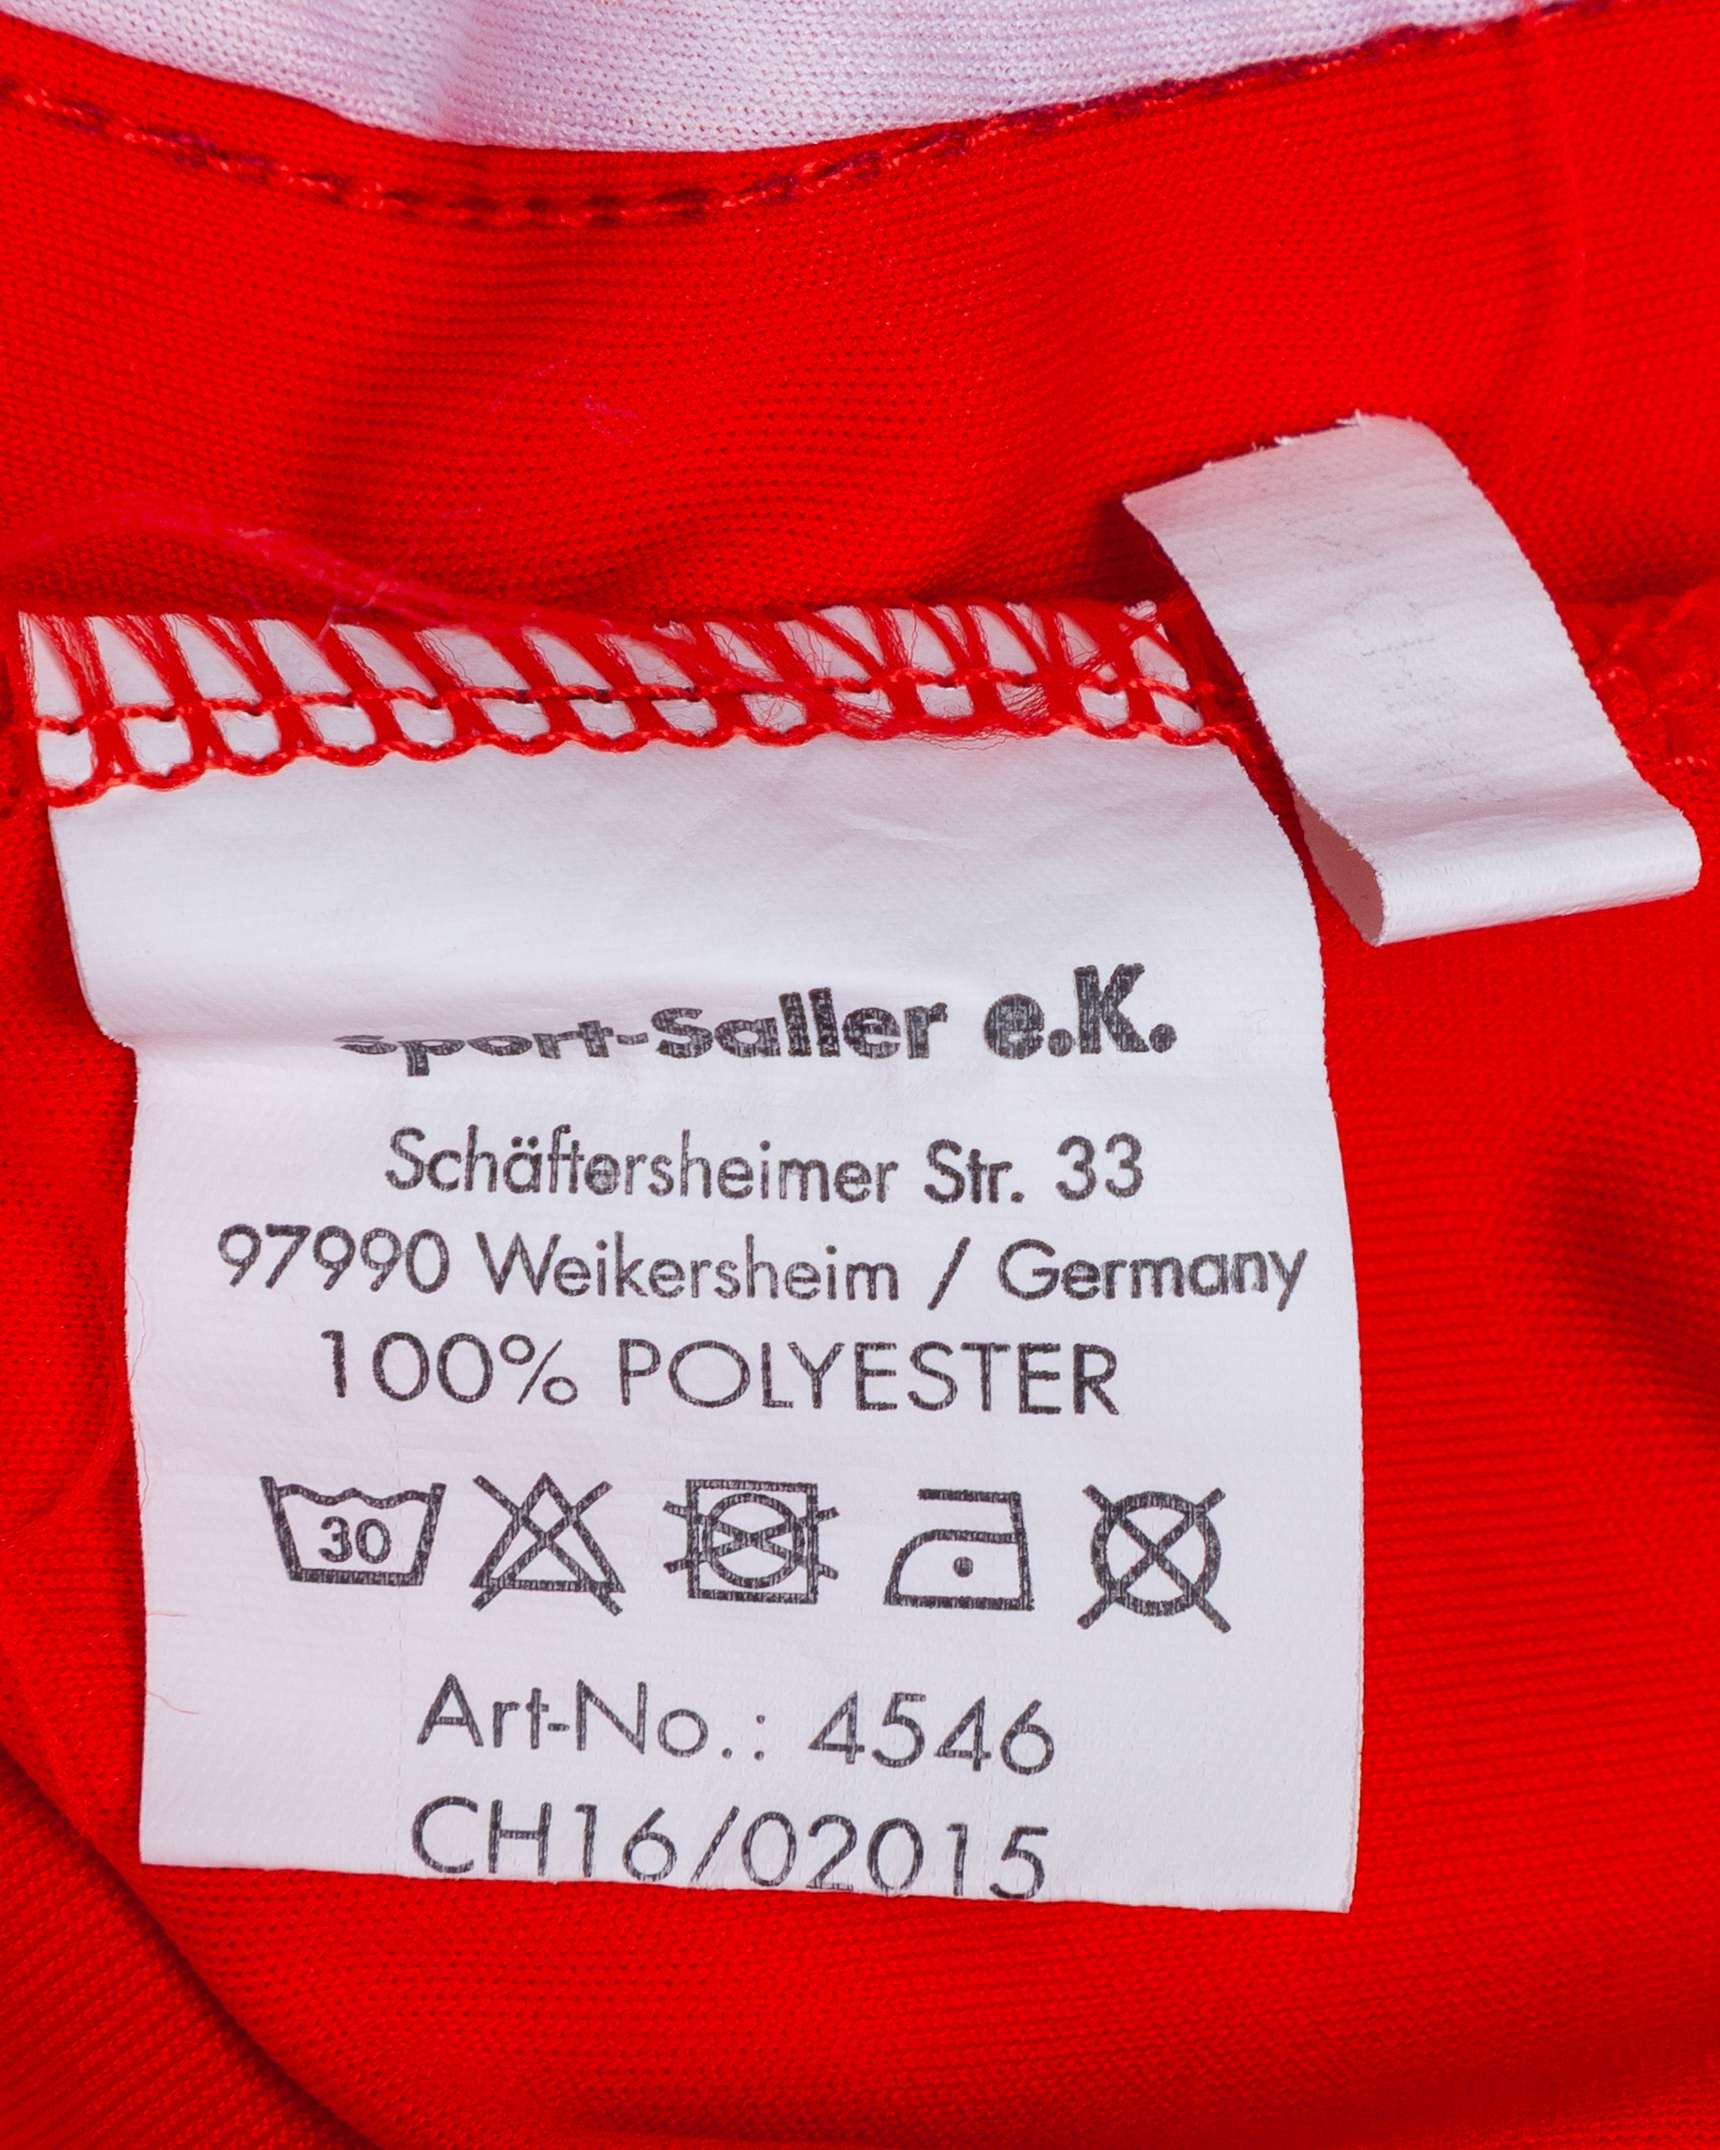 sport-Saller e.K.
Schäftersheimer Str. 33
97990 Weikersheim / Germany
100% POLYESTER
30
Art-No.: 4546
CH16/02015